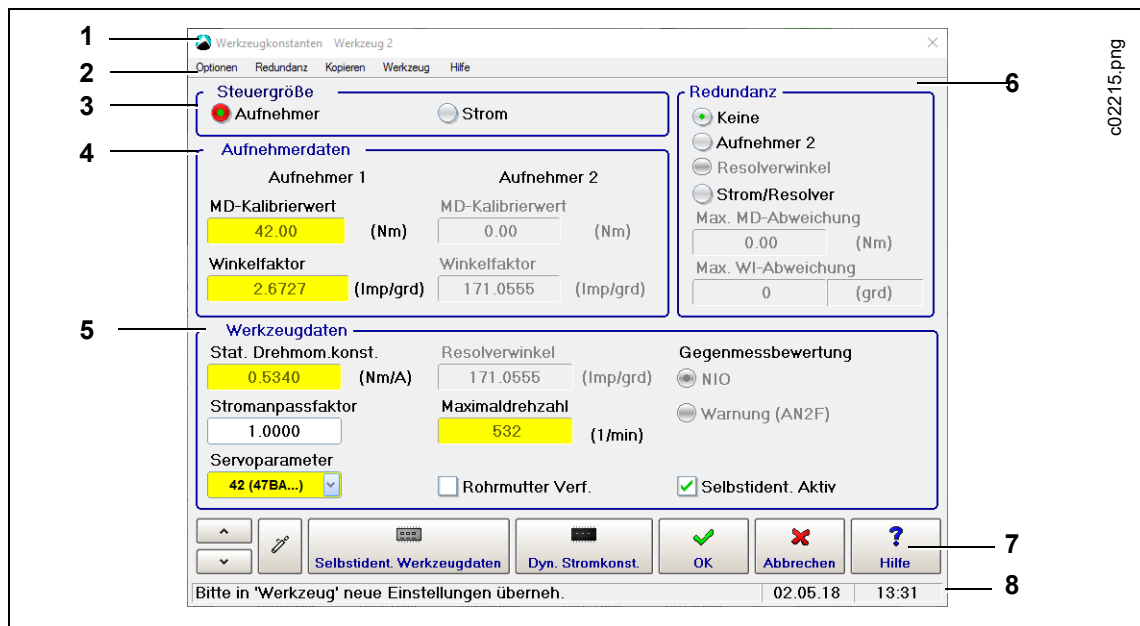 1
Werkzeugkonstanten Werkzeug 2
2
Optionen Redundanz Kopieren Werkzeug Hilfe
3
Steuergröße
Aufnehmer Strom
4
Aufnehmerdaten
Aufnehmer 1 Aufnehmer 2
MD-Kalibrierwert MD-Kalibrierwert
42.00 (Nm) 0.00 (Nm)
Winkelfaktor Winkelfaktor
2.6727 (Imp/grd) 171.0555 (Imp/grd)
6
Redundanz
Keine
Aufnehmer 2
Resolverwinkel
Strom/Resolver
Max. MD-Abweichung
0.00 (Nm)
Max. WI-Abweichung
0 (grd)
5
Werkzeugdaten
Stat. Drehmom.konst. Resolverwinkel Gegenmessbewertung
0.5340 (Nm/A) 171.0555 (Imp/grd) NIO
Stromanpassfaktor Maximaldrehzahl Warnung (AN2F)
1.0000 532 (1/min)
Servoparameter
42 (47BA...) Rohrmutter Verf. Selbstident. Aktiv
Selbstident. Werkzeugdaten Dyn. Stromkonst. OK Abbrechen ? Hilfe
7
Bitte in 'Werkzeug' neue Einstellungen überneh. 02.05.18 13:31
8
c02215.png